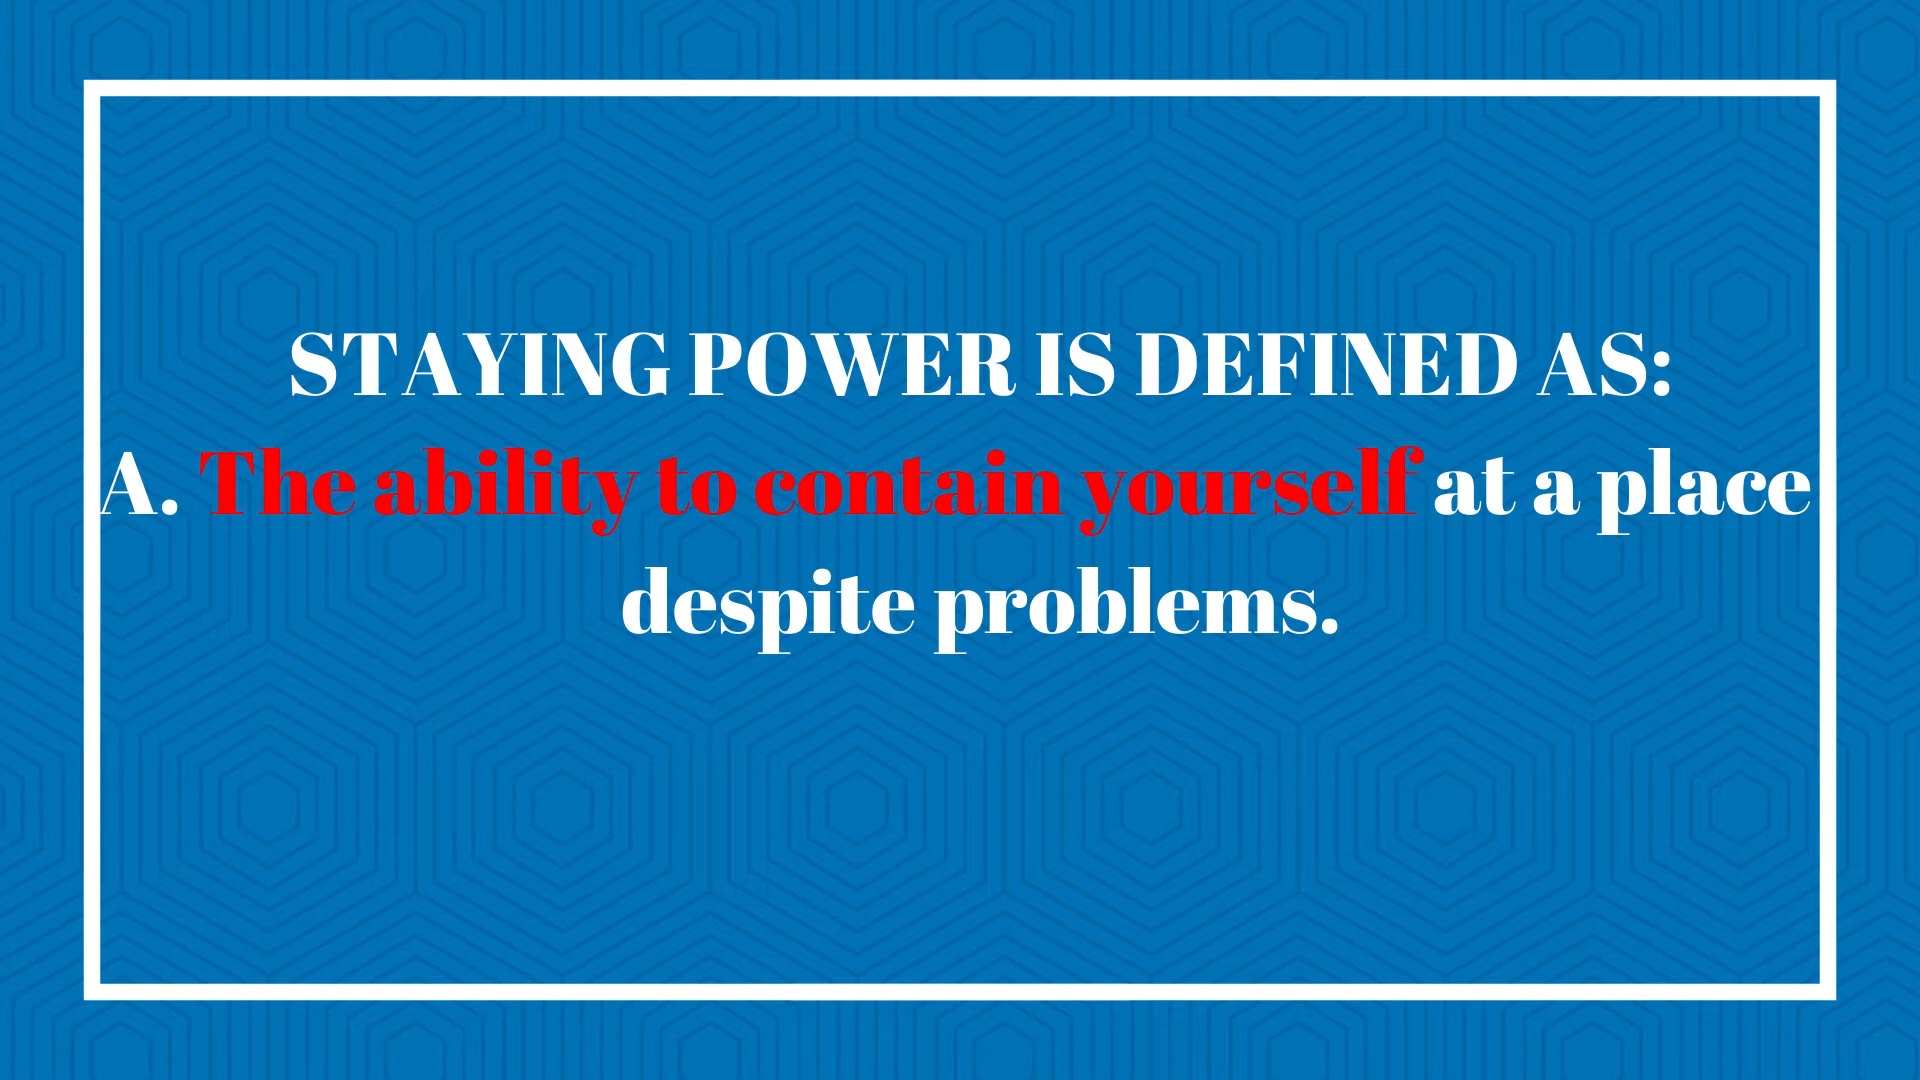 STAYING POWER IS DEFINED AS:
A. The ability to contain yourself at a place
despite problems.